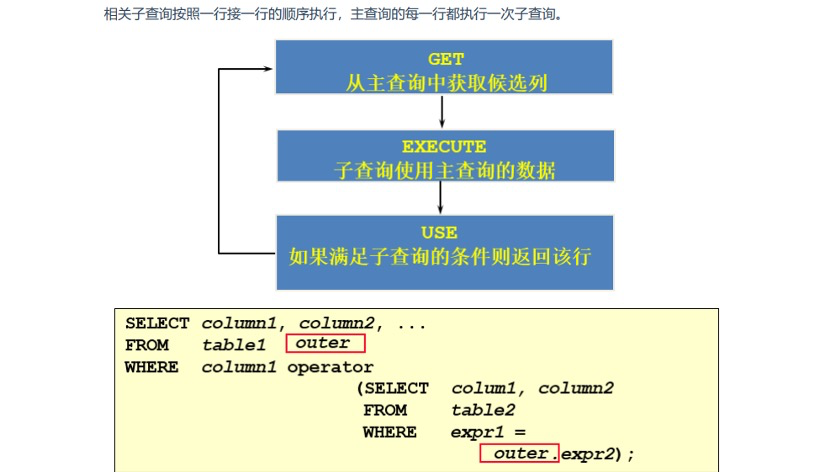 相关子查询按照一行接一行的顺序执行，主查询的每一行都执行一次子查询。
GET
从主查询中获取候选列
EXECUTE
子查询使用主查询的数据
USE
如果满足子查询的条件则返回该行
SELECT column1, column2, ...
FROM table1 outer
WHERE column1 operator
(SELECT colum1, column2
FROM table2
WHERE expr1 =
outer.expr2);